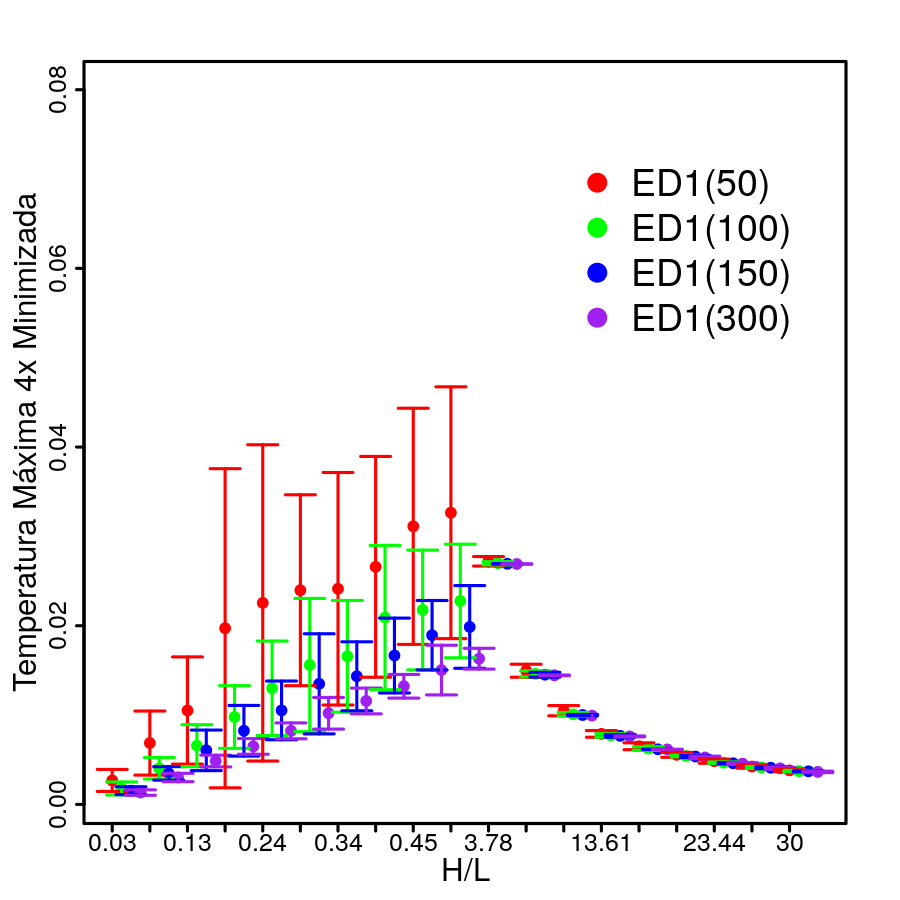 Temperatura Máxima 4x Minimizada
0.08
0.06
0.04
0.02
0.00
ED1(50)
ED1(100)
ED1(150)
ED1(300)
0.03 0.13 0.24 0.34 0.45 3.78 13.61 23.44 30
H/L